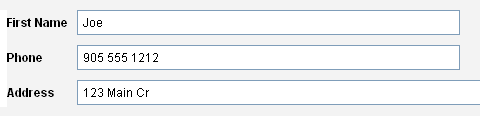 First Name Joe
Phone 905 555 1212
Address 123 Main Cr